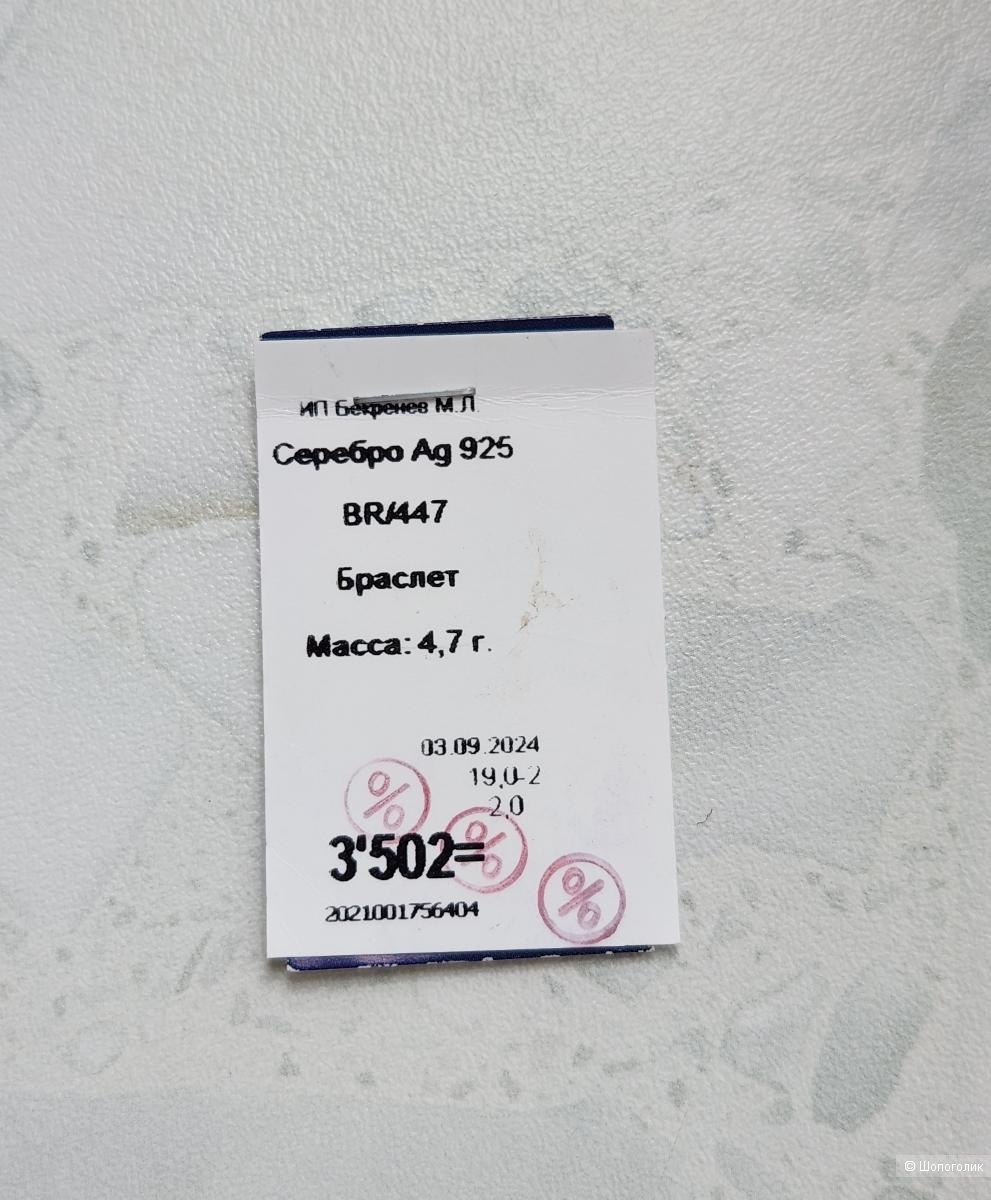 ИП Бекренев М.Л.
Серебро Ag 925
BR/447
Браслет
Масса: 4,7 г.
03.09.2024
19,0-2
2,0
%
%
%
3'502=
2021001756404
© Шопоголик